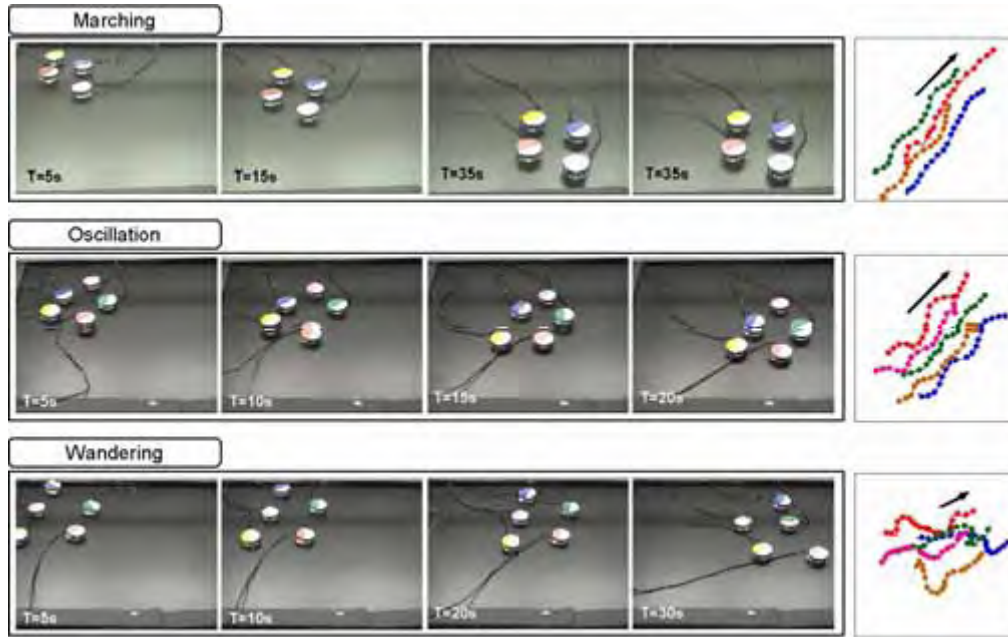 Marching
T=5s
T=15s
T=35s
T=35s
Oscillation
T=5s
T=10s
T=15s
T=20s
Wandering
T=5s
T=10s
T=20s
T=30s